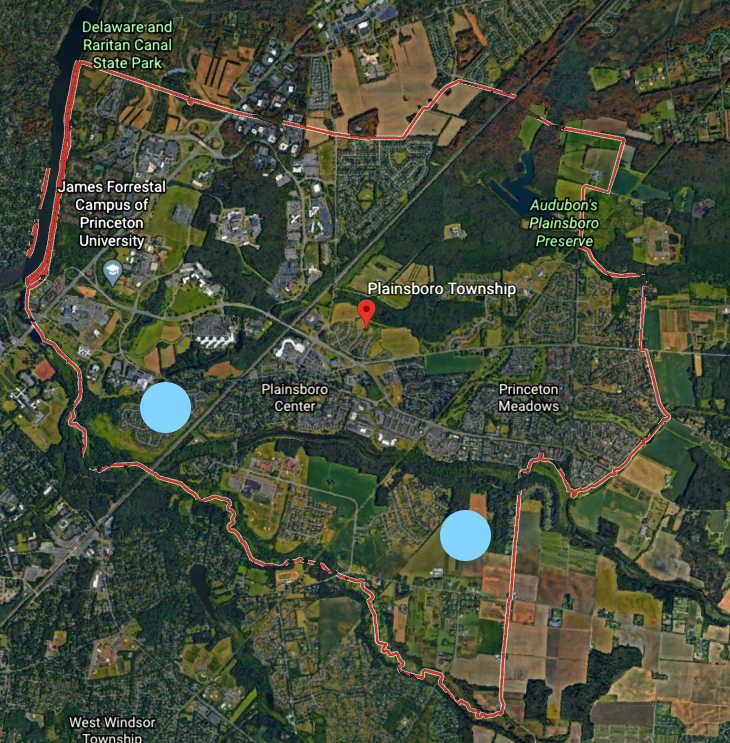 Delaware and
Raritan Canal
State Park
James Forrestal
Campus of
Princeton
University
Audubon's
Plainsboro
Preserve
Plainsboro Township
Plainsboro
Center
Princeton
Meadows
West Windsor
Township